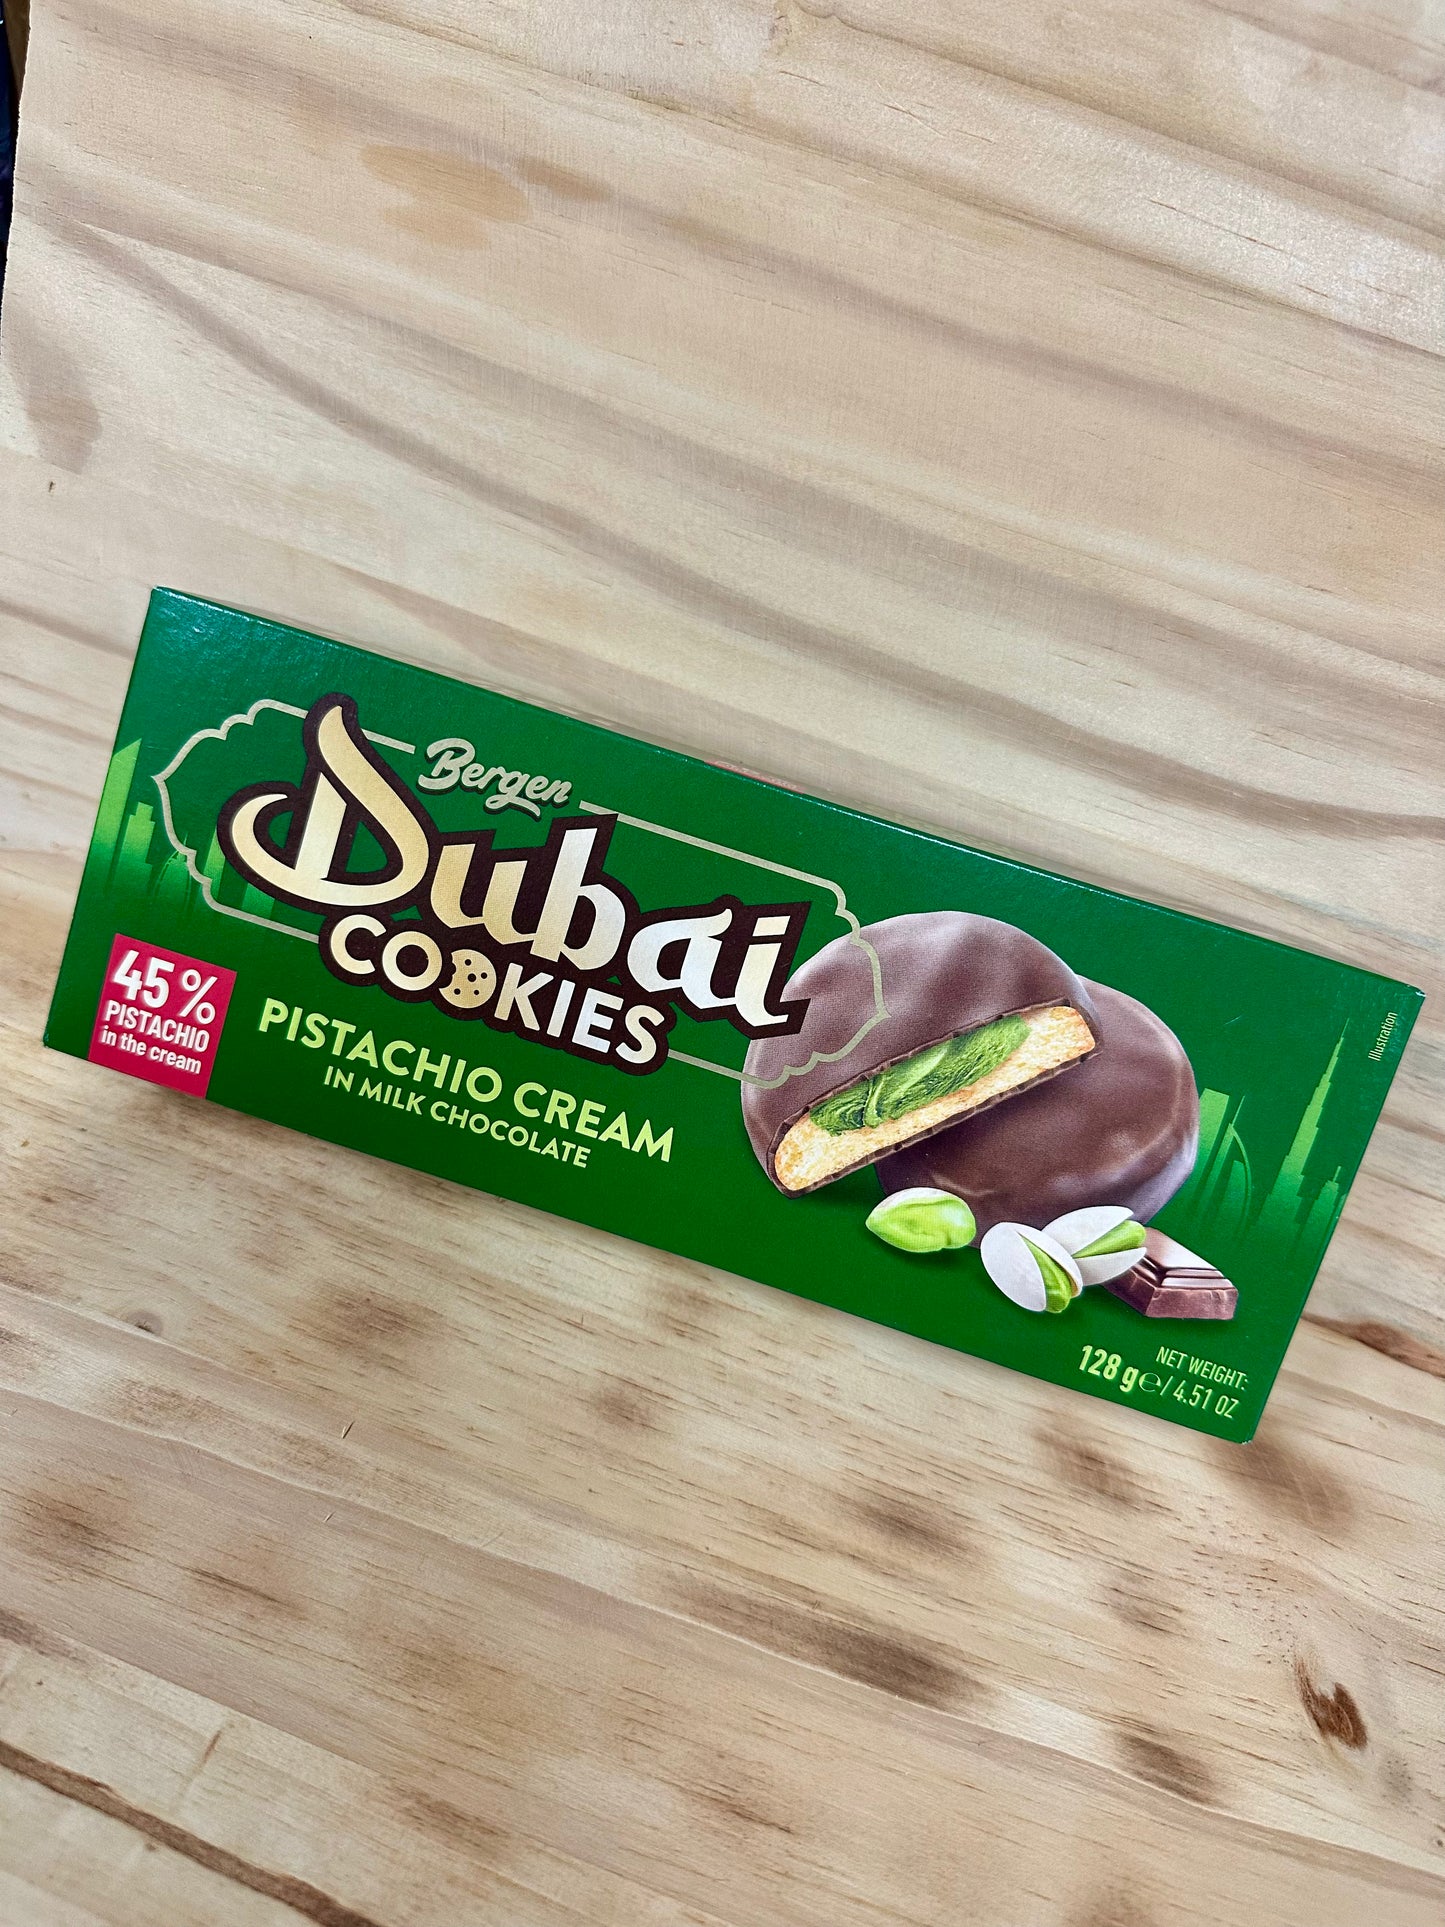 Bergen
Dubai
COOKIES
PISTACHIO CREAM
IN MILK CHOCOLATE
45%
PISTACHIO
in the cream
Illustration
NET WEIGHT:
128 g℮/4.51 OZ